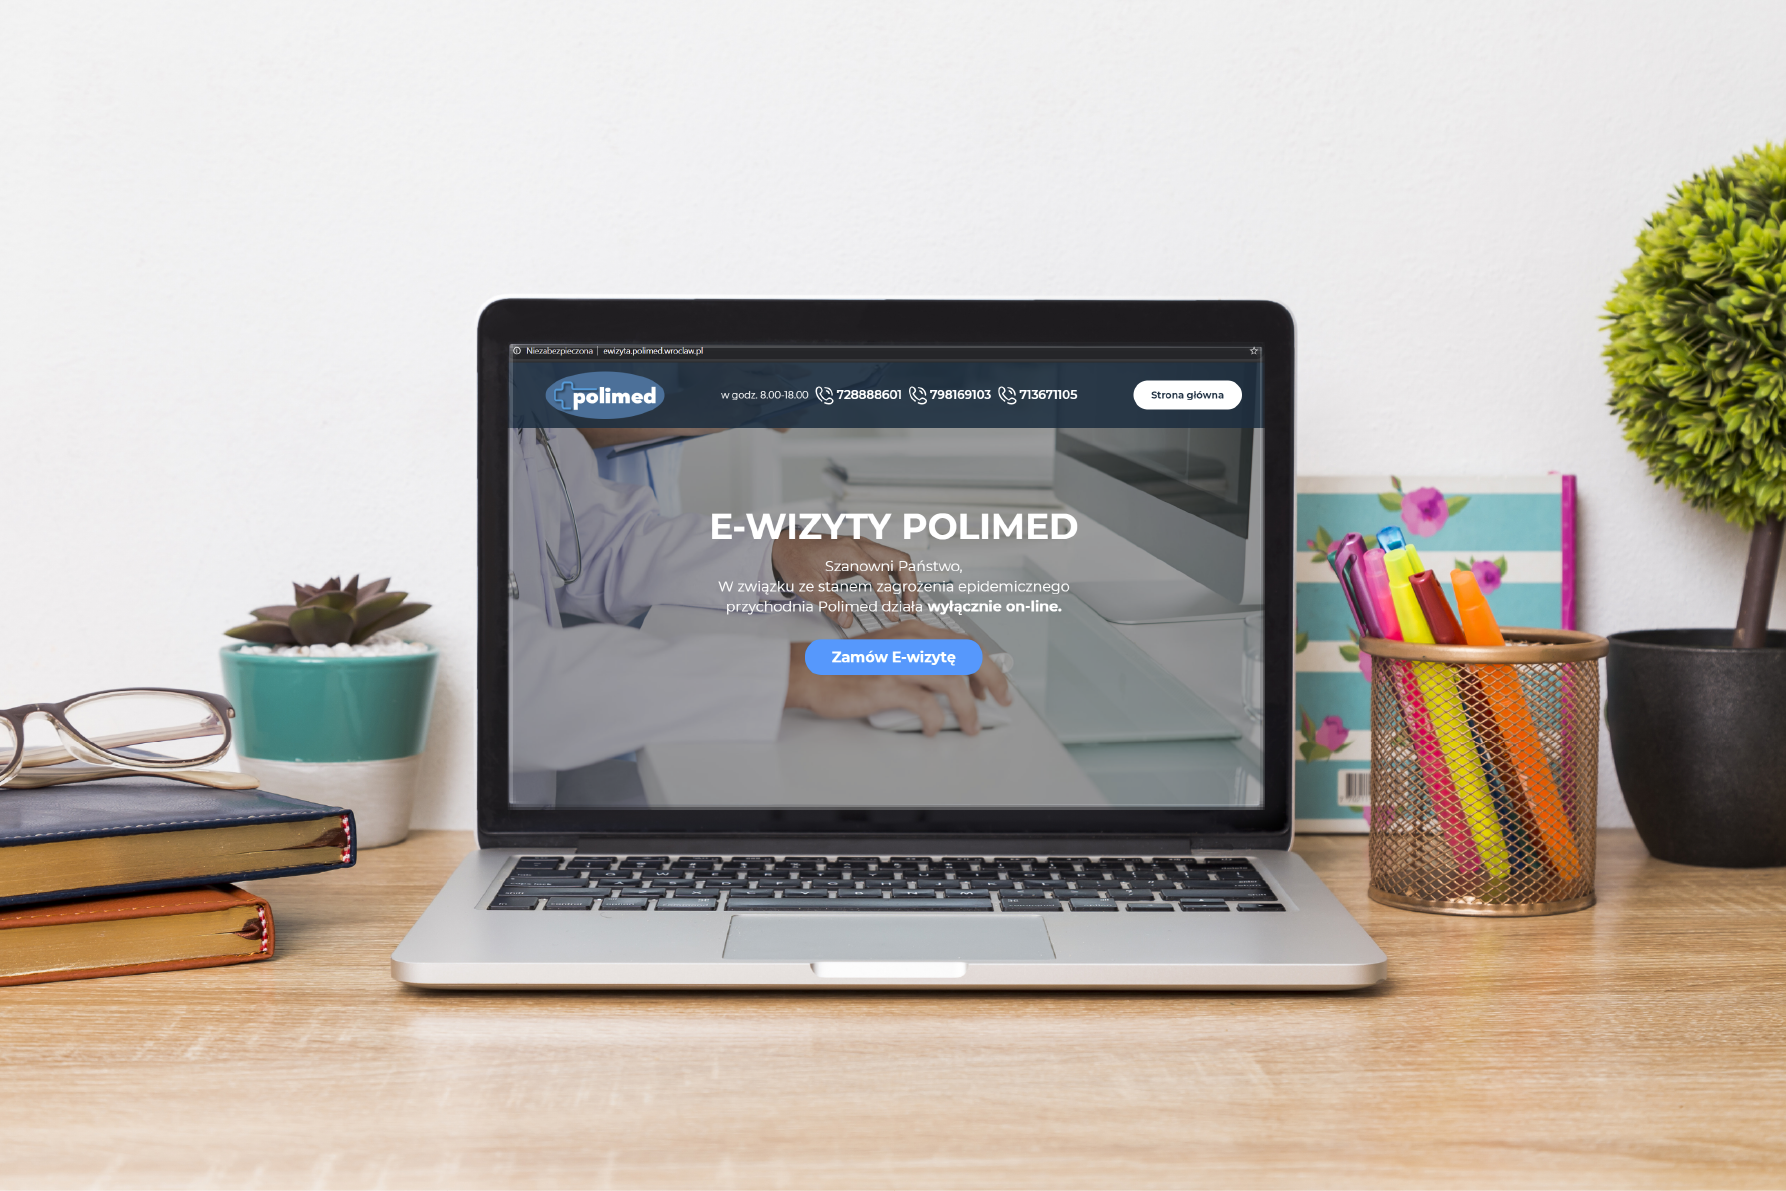 Niezabezpieczona | ewizyta.polimed.wroclaw.pl
polimed
w godz. 8.00-18.00 728888601 798169103 713671105
Strona główna
E-WIZYTY POLIMED
Szanowni Państwo,
W związku ze stanem zagrożenia epidemicznego
przychodnia Polimed działa wyłącznie on-line.
Zamów E-wizytę